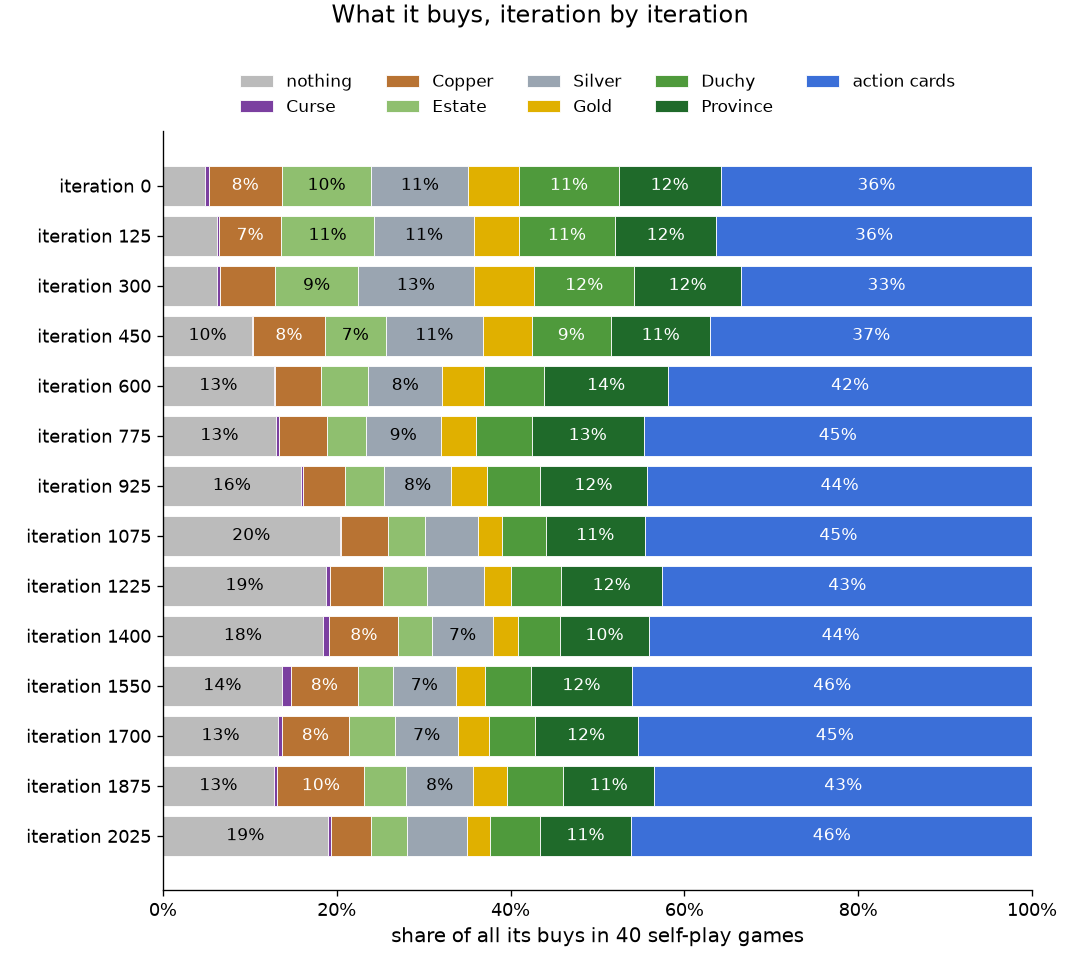 What it buys, iteration by iteration
nothing Copper Silver Duchy action cards
Curse Estate Gold Province
iteration 0 8% 10% 11% 11% 12% 36%
iteration 125 7% 11% 11% 11% 12% 36%
iteration 300 9% 13% 12% 12% 33%
iteration 450 10% 8% 7% 11% 9% 11% 37%
iteration 600 13% 8% 14% 42%
iteration 775 13% 9% 13% 45%
iteration 925 16% 8% 12% 44%
iteration 1075 20% 11% 45%
iteration 1225 19% 12% 43%
iteration 1400 18% 8% 7% 10% 44%
iteration 1550 14% 8% 7% 12% 46%
iteration 1700 13% 8% 7% 12% 45%
iteration 1875 13% 10% 8% 11% 43%
iteration 2025 19% 11% 46%
0% 20% 40% 60% 80% 100%
share of all its buys in 40 self-play games